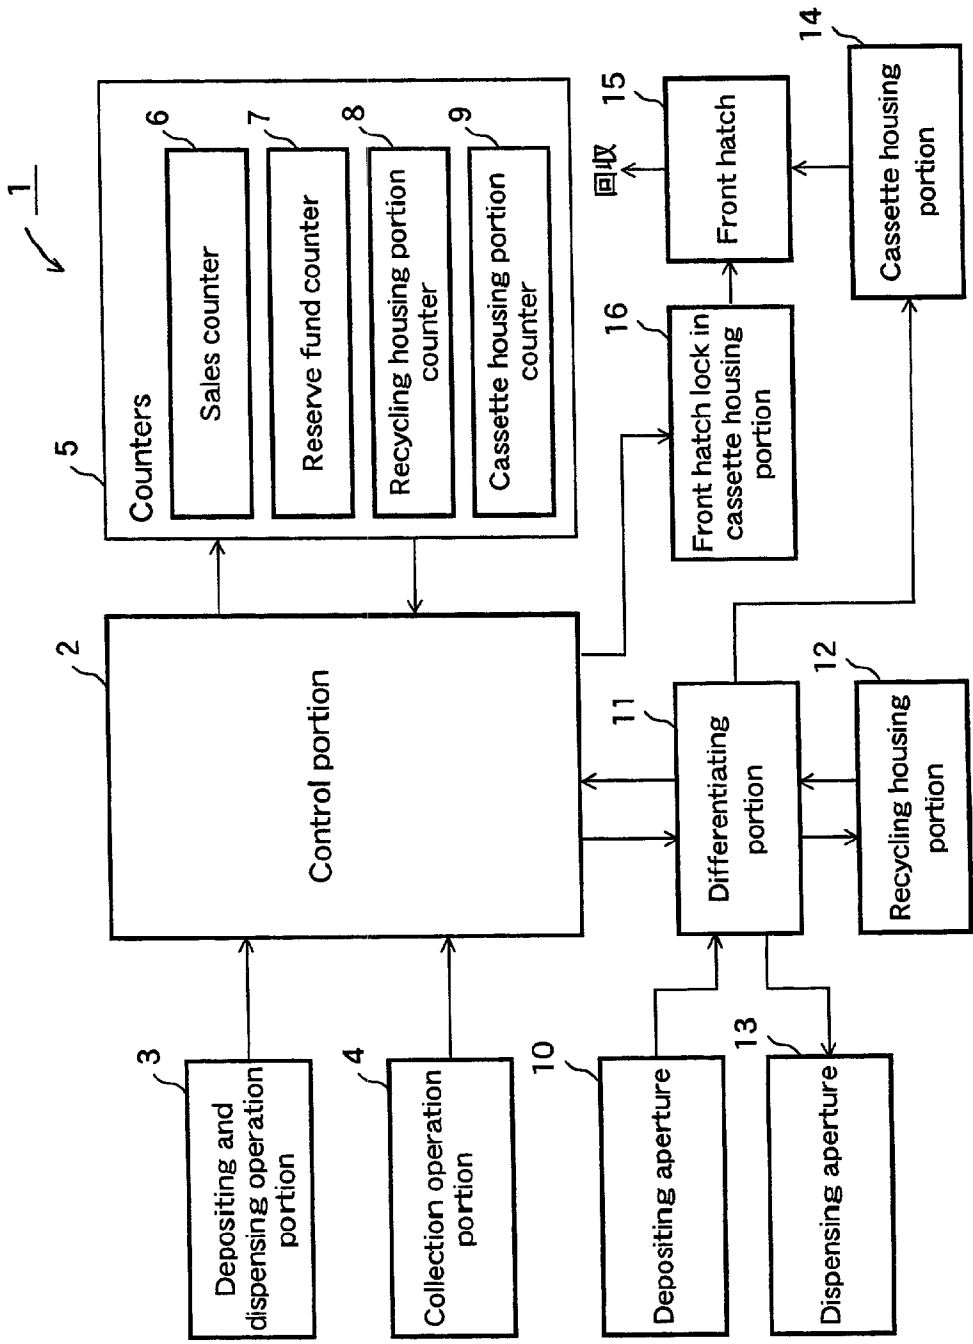 1
5
Counters
6
Sales counter
7
Reserve fund counter
8
Recycling housing portion
counter
9
Cassette housing portion
counter
2
Control portion
3
Depositing and
dispensing operation
portion
4
Collection operation
portion
10
Depositing aperture
13
Dispensing aperture
11
Differentiating
portion
12
Recycling housing
portion
16
Front hatch lock in
cassette housing
portion
回収
15
Front hatch
14
Cassette housing
portion